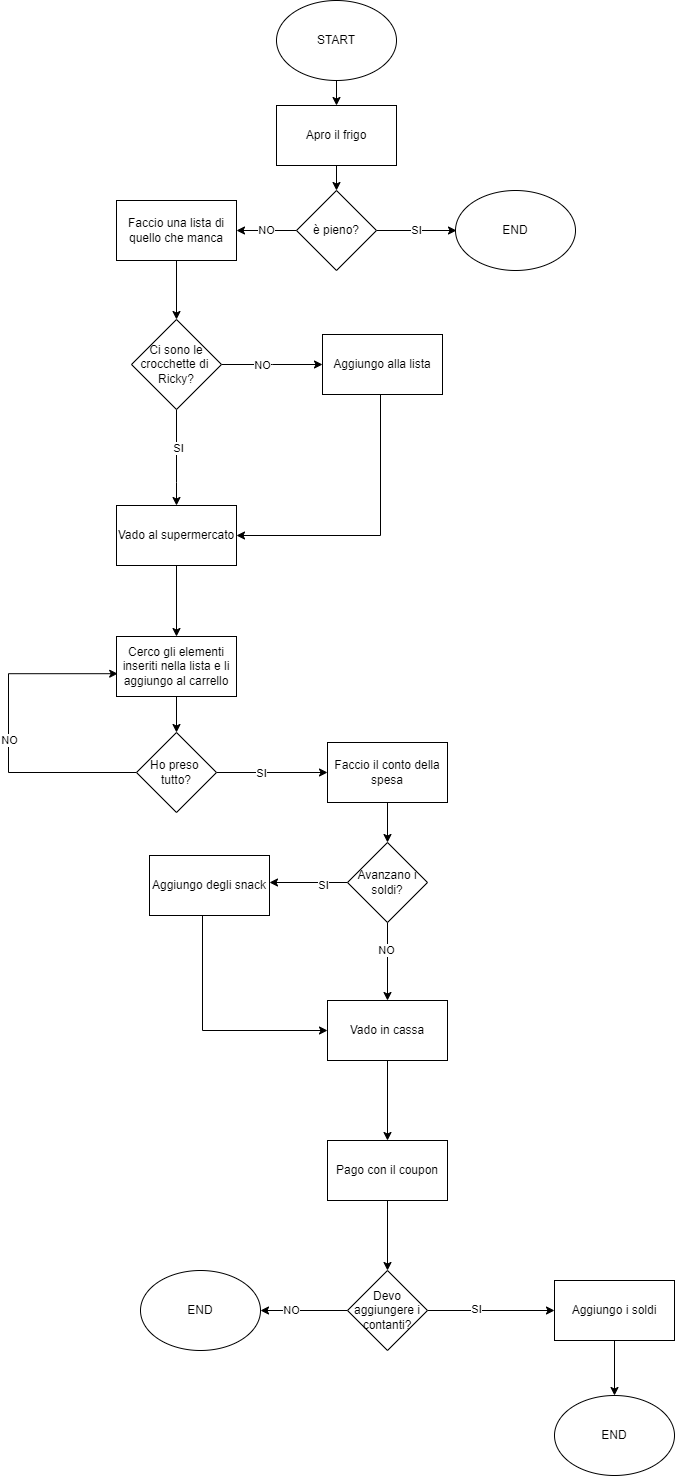 START
Apro il frigo
Faccio una lista di
quello che manca
NO
è pieno?
SI
END
Ci sono le
crocchette di
Ricky?
NO
Aggiungo alla lista
SI
Vado al supermercato
Cerco gli elementi
inseriti nella lista e li
aggiungo al carrello
NO
Ho preso
tutto?
SI
Faccio il conto della
spesa
Aggiungo degli snack
SI
Avanzano i
soldi?
NO
Vado in cassa
Pago con il coupon
END
NO
Devo
aggiungere i
contanti?
SI
Aggiungo i soldi
END